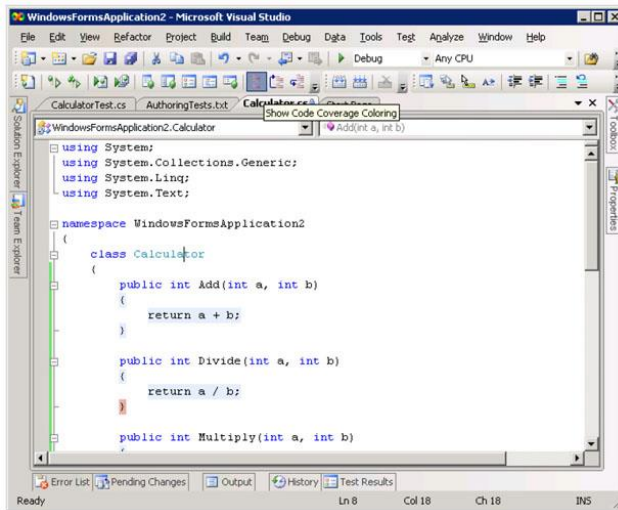 WindowsFormsApplication2 - Microsoft Visual Studio
File Edit View Refactor Project Build Team Debug Data Tools Test Analyze Window Help
Debug Any CPU
CalculatorTest.cs AuthoringTests.txt Calculator.cs Start Page
Show Code Coverage Coloring
WindowsFormsApplication2.Calculator Add(int a, int b)
Solution Explorer
Team Explorer
Toolbox
Properties
using System;
using System.Collections.Generic;
using System.Linq;
using System.Text;
namespace WindowsFormsApplication2
{
class Calculator
{
public int Add(int a, int b)
{
return a + b;
}
public int Divide(int a, int b)
{
return a / b;
}
public int Multiply(int a, int b)
Error List Pending Changes Output History Test Results
Ready Ln 8 Col 18 Ch 18 INS